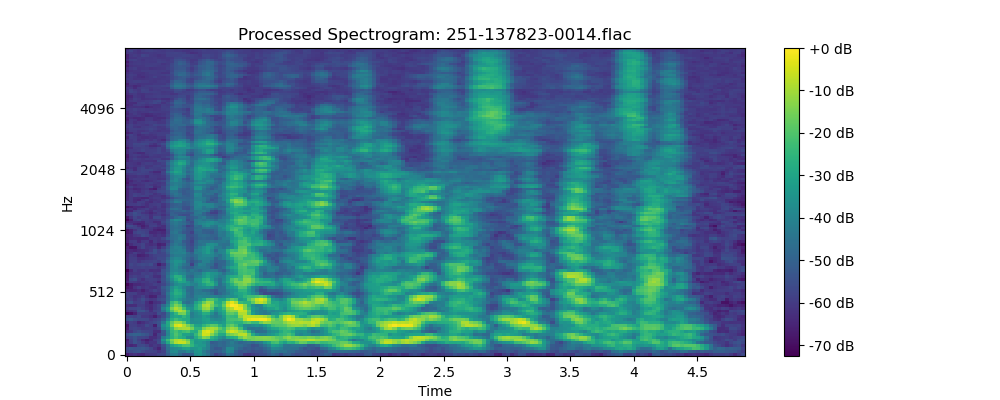 Processed Spectrogram: 251-137823-0014.flac
+0 dB
4096
-10 dB
-20 dB
2048
-30 dB
Hz
1024
-40 dB
-50 dB
512
-60 dB
0
-70 dB
0 0.5 1 1.5 2 2.5 3 3.5 4 4.5
Time